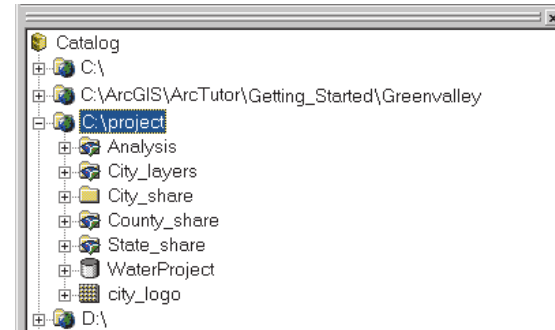 Catalog
C:\
C:\ArcGIS\ArcTutor\Getting_Started\Greenvalley
C:\project
Analysis
City_layers
City_share
County_share
State_share
WaterProject
city_logo
D:\